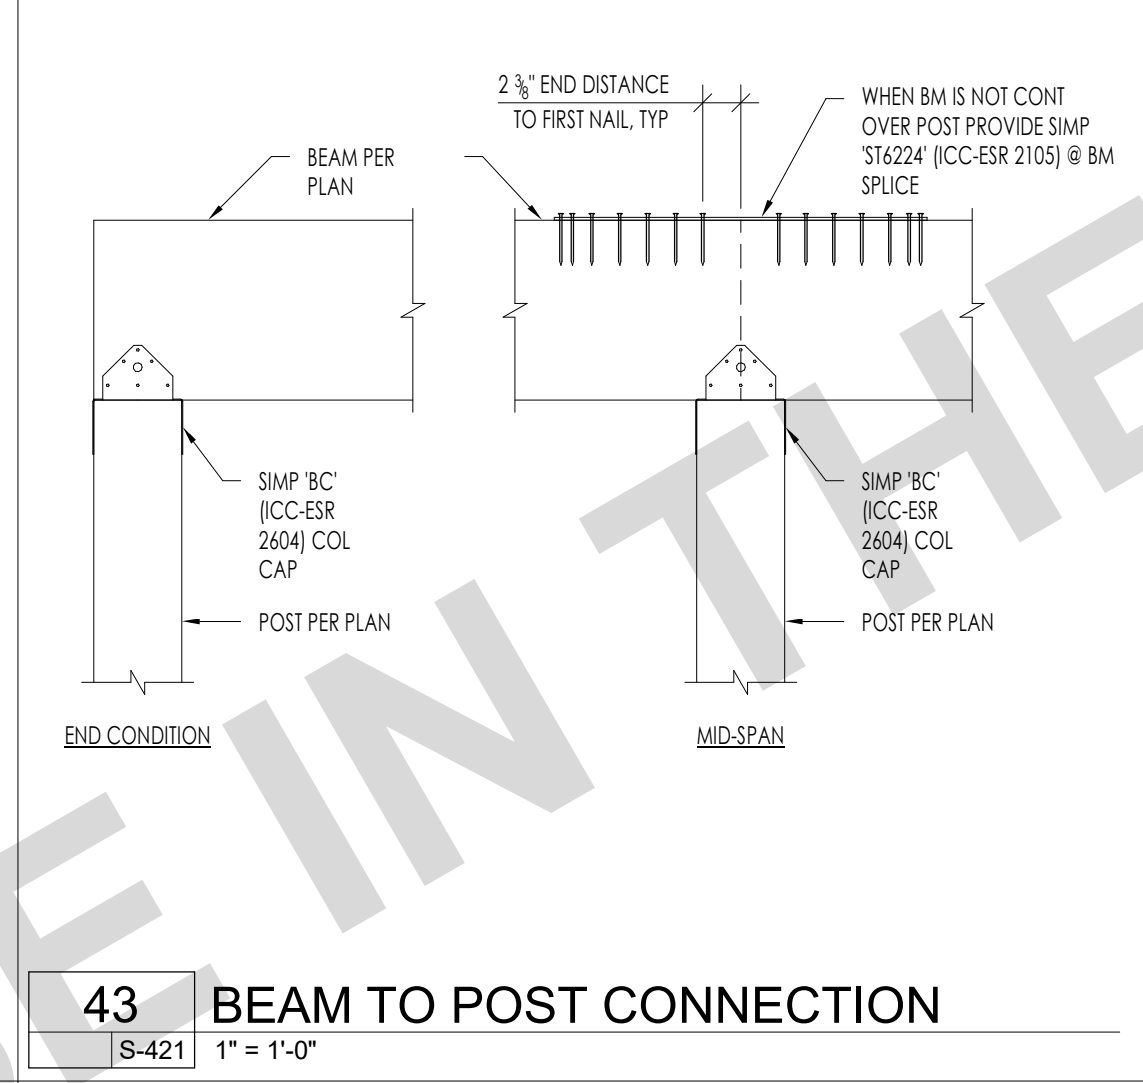 2 ⅜" END DISTANCE
TO FIRST NAIL, TYP
WHEN BM IS NOT CONT
OVER POST PROVIDE SIMP
'ST6224' (ICC-ESR 2105) @ BM
SPLICE
BEAM PER
PLAN
SIMP 'BC'
(ICC-ESR
2604) COL
CAP
POST PER PLAN
SIMP 'BC'
(ICC-ESR
2604) COL
CAP
POST PER PLAN
END CONDITION
MID-SPAN
43
BEAM TO POST CONNECTION
S-421
1" = 1'-0"
IN THE